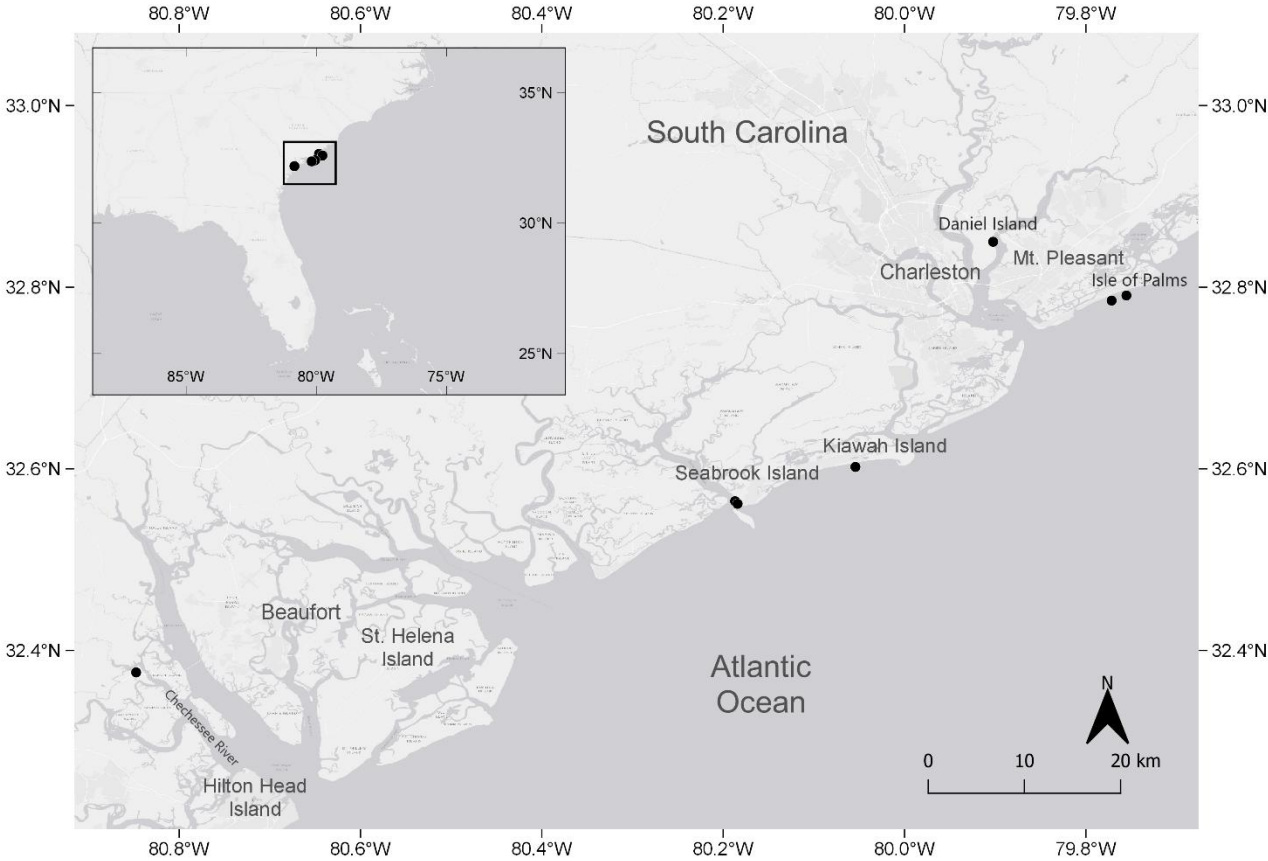 80.8°W 80.6°W 80.4°W 80.2°W 80.0°W 79.8°W
33.0°N
35°N
30°N
25°N
85°W 80°W 75°W
South Carolina
33.0°N
Daniel Island
Mt. Pleasant
Charleston
Isle of Palms
32.8°N
32.8°N
Kiawah Island
Seabrook Island
32.6°N
32.6°N
Beaufort
St. Helena
Island
32.4°N
32.4°N
Atlantic
Ocean
Chechessee River
Hilton Head
Island
N
0 10 20 km
80.8°W 80.6°W 80.4°W 80.2°W 80.0°W 79.8°W